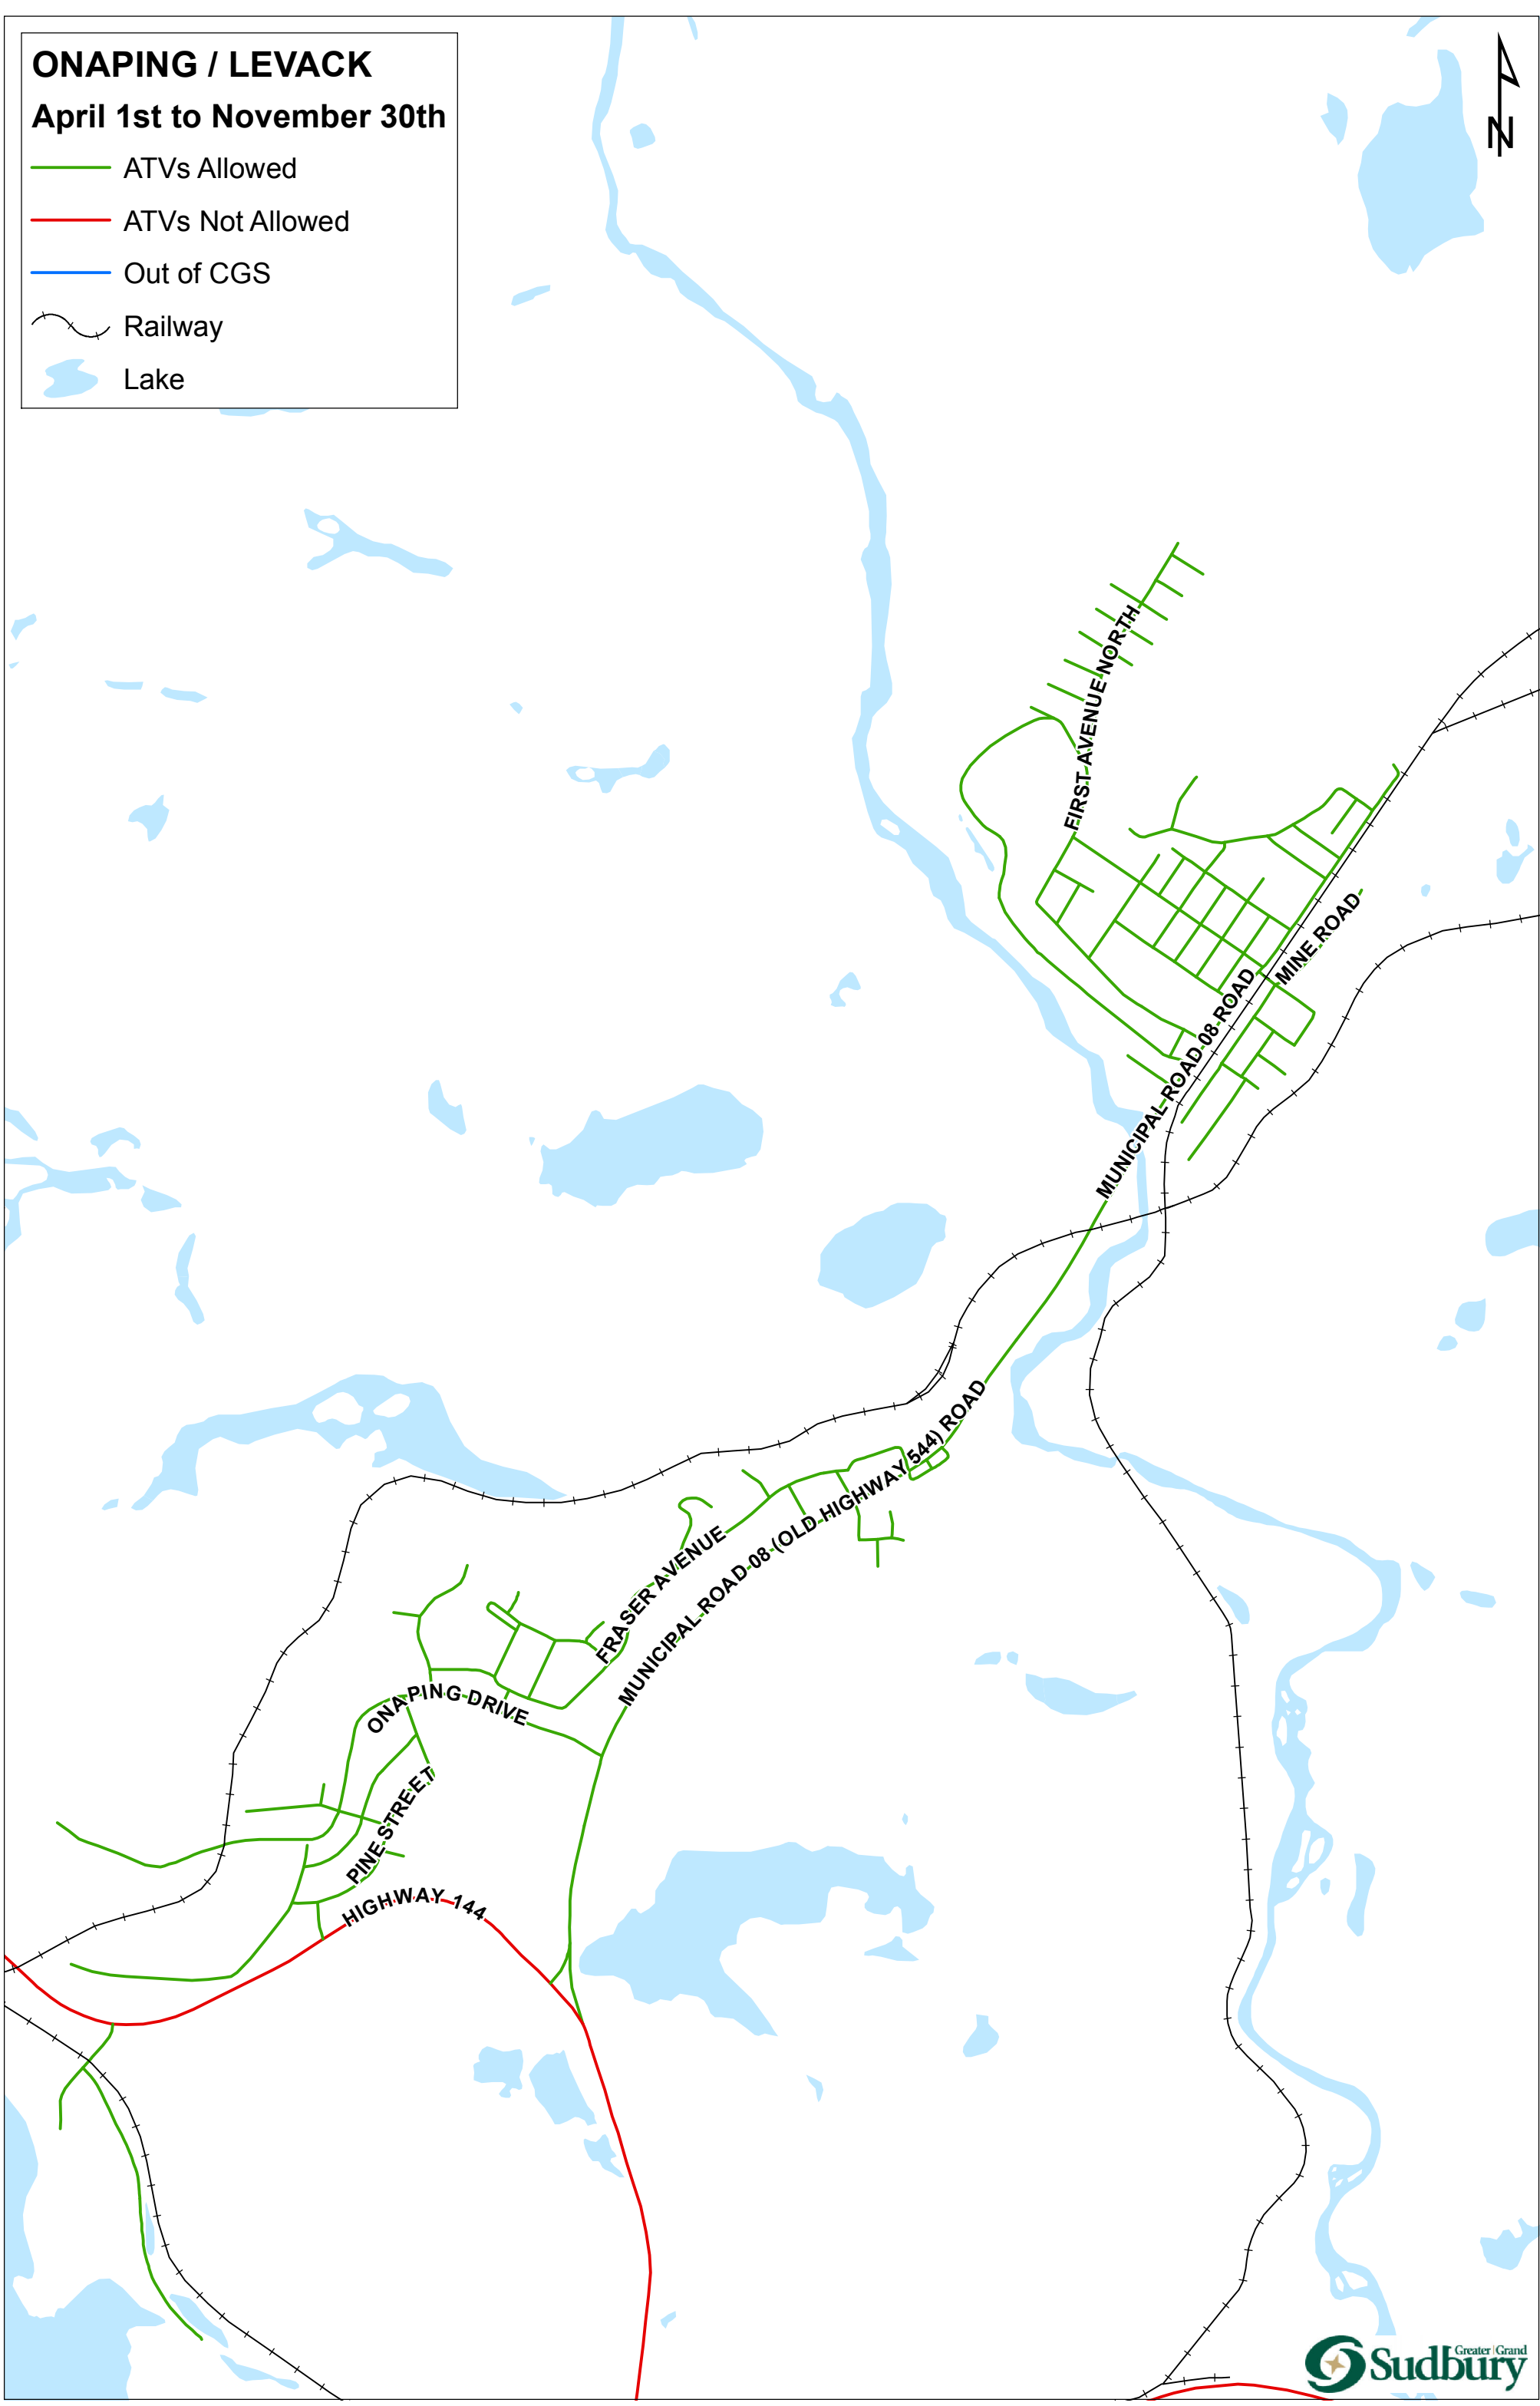 ONAPING / LEVACK
April 1st to November 30th
ATVs Allowed
ATVs Not Allowed
Out of CGS
Railway
Lake
N
FIRST AVENUE NORTH
MINE ROAD
MUNICIPAL ROAD 08 ROAD
MUNICIPAL ROAD 08 (OLD HIGHWAY 544) ROAD
FRASER AVENUE
ONAPING DRIVE
PINE STREET
HIGHWAY 144
Greater Grand
Sudbury